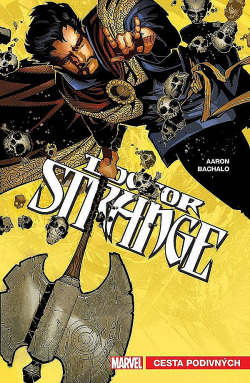 AARON
BACHALO
DOCTOR
STRANGE
MARVEL
CESTA PODIVNÝCH